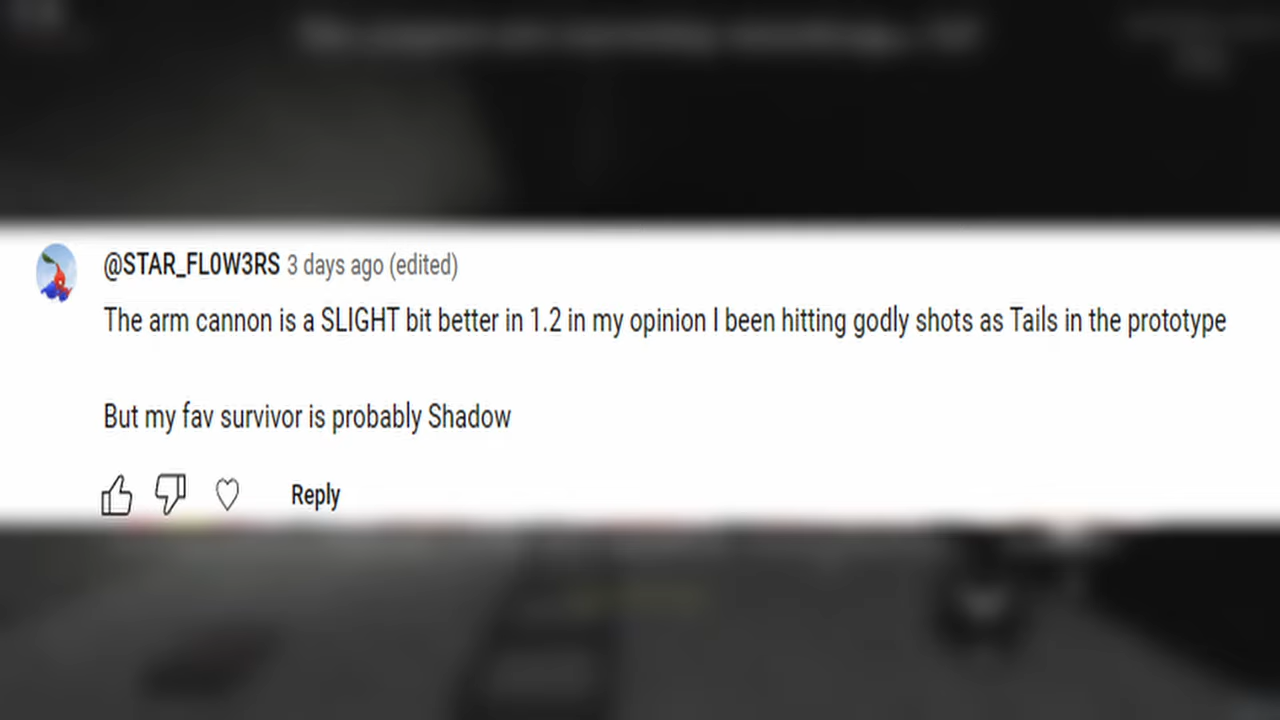 @STAR_FL0W3RS 3 days ago (edited)
The arm cannon is a SLIGHT bit better in 1.2 in my opinion I been hitting godly shots as Tails in the prototype
But my fav survivor is probably Shadow
Reply